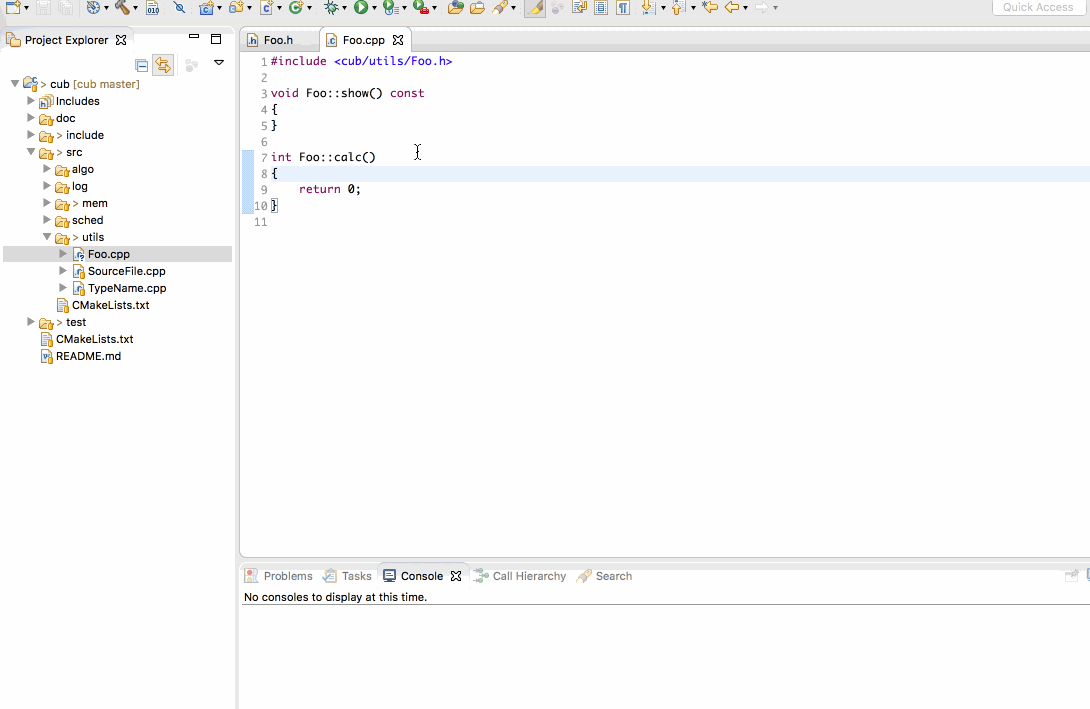 Quick Access
Project Explorer
> cub [cub master]
Includes
doc
> include
> src
algo
log
> mem
sched
> utils
Foo.cpp
SourceFile.cpp
TypeName.cpp
CMakeLists.txt
> test
CMakeLists.txt
README.md
Foo.h
Foo.cpp
1 #include <cub/utils/Foo.h>
2
3 void Foo::show() const
4 {
5 }
6
7 int Foo::calc()
8 {
9 return 0;
10 }
11
Problems
Tasks
Console
Call Hierarchy
Search
No consoles to display at this time.